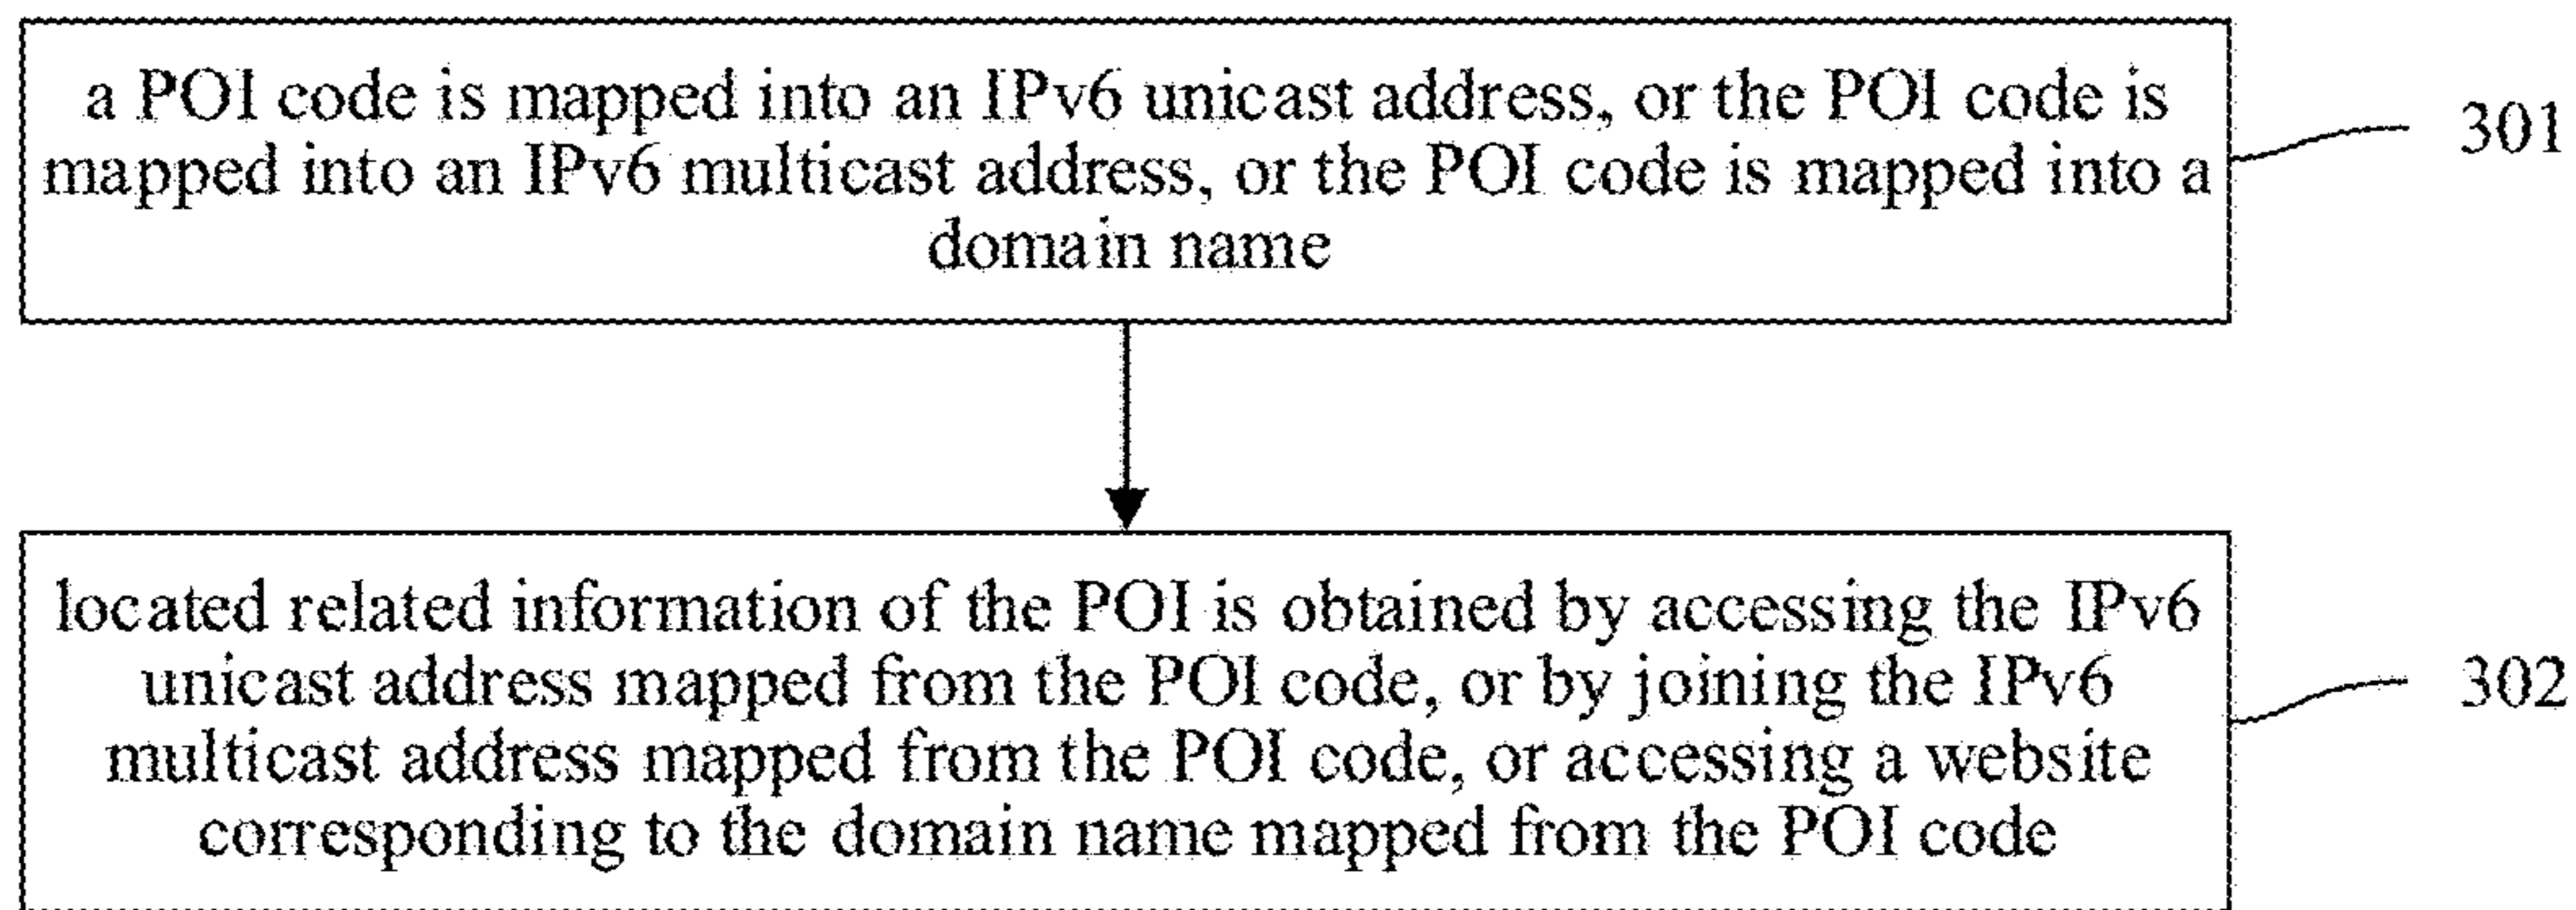 a POI code is mapped into an IPv6 unicast address, or the POI code is
mapped into an IPv6 multicast address, or the POI code is mapped into a
domain name
301
located related information of the POI is obtained by accessing the IPv6
unicast address mapped from the POI code, or by joining the IPv6
multicast address mapped from the POI code, or accessing a website
corresponding to the domain name mapped from the POI code
302